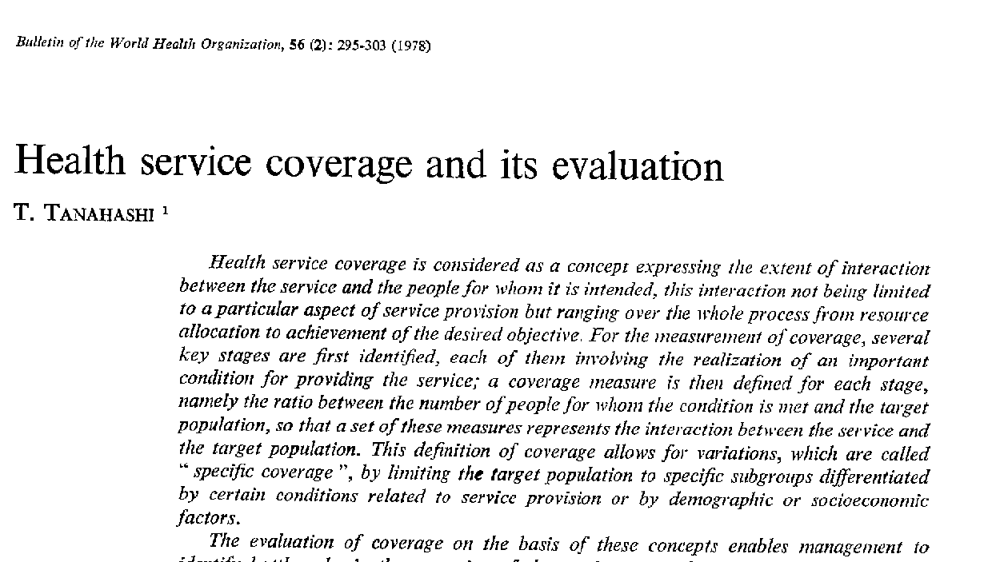 Bulletin of the World Health Organization, 56 (2): 295-303 (1978)
Health service coverage and its evaluation
T. TANAHASHI ¹
Health service coverage is considered as a concept expressing the extent of interaction
between the service and the people for whom it is intended, this interaction not being limited
to a particular aspect of service provision but ranging over the whole process from resource
allocation to achievement of the desired objective. For the measurement of coverage, several
key stages are first identified, each of them involving the realization of an important
condition for providing the service; a coverage measure is then defined for each stage,
namely the ratio between the number of people for whom the condition is met and the target
population, so that a set of these measures represents the interaction between the service and
the target population. This definition of coverage allows for variations, which are called
“ specific coverage ”, by limiting the target population to specific subgroups differentiated
by certain conditions related to service provision or by demographic or socioeconomic
factors.
The evaluation of coverage on the basis of these concepts enables management to